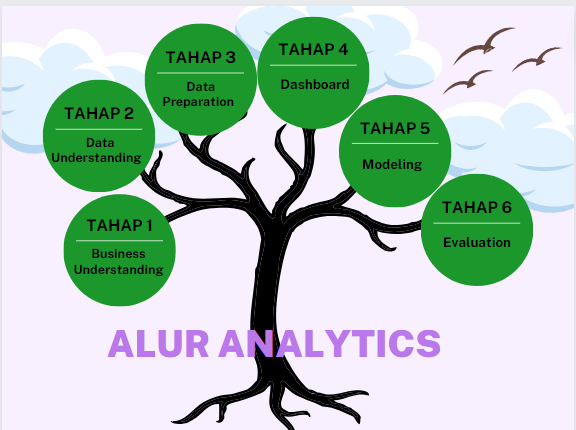 TAHAP 1
Business
Understanding
TAHAP 2
Data
Understanding
TAHAP 3
Data
Preparation
TAHAP 4
Dashboard
TAHAP 5
Modeling
TAHAP 6
Evaluation
ALUR ANALYTICS